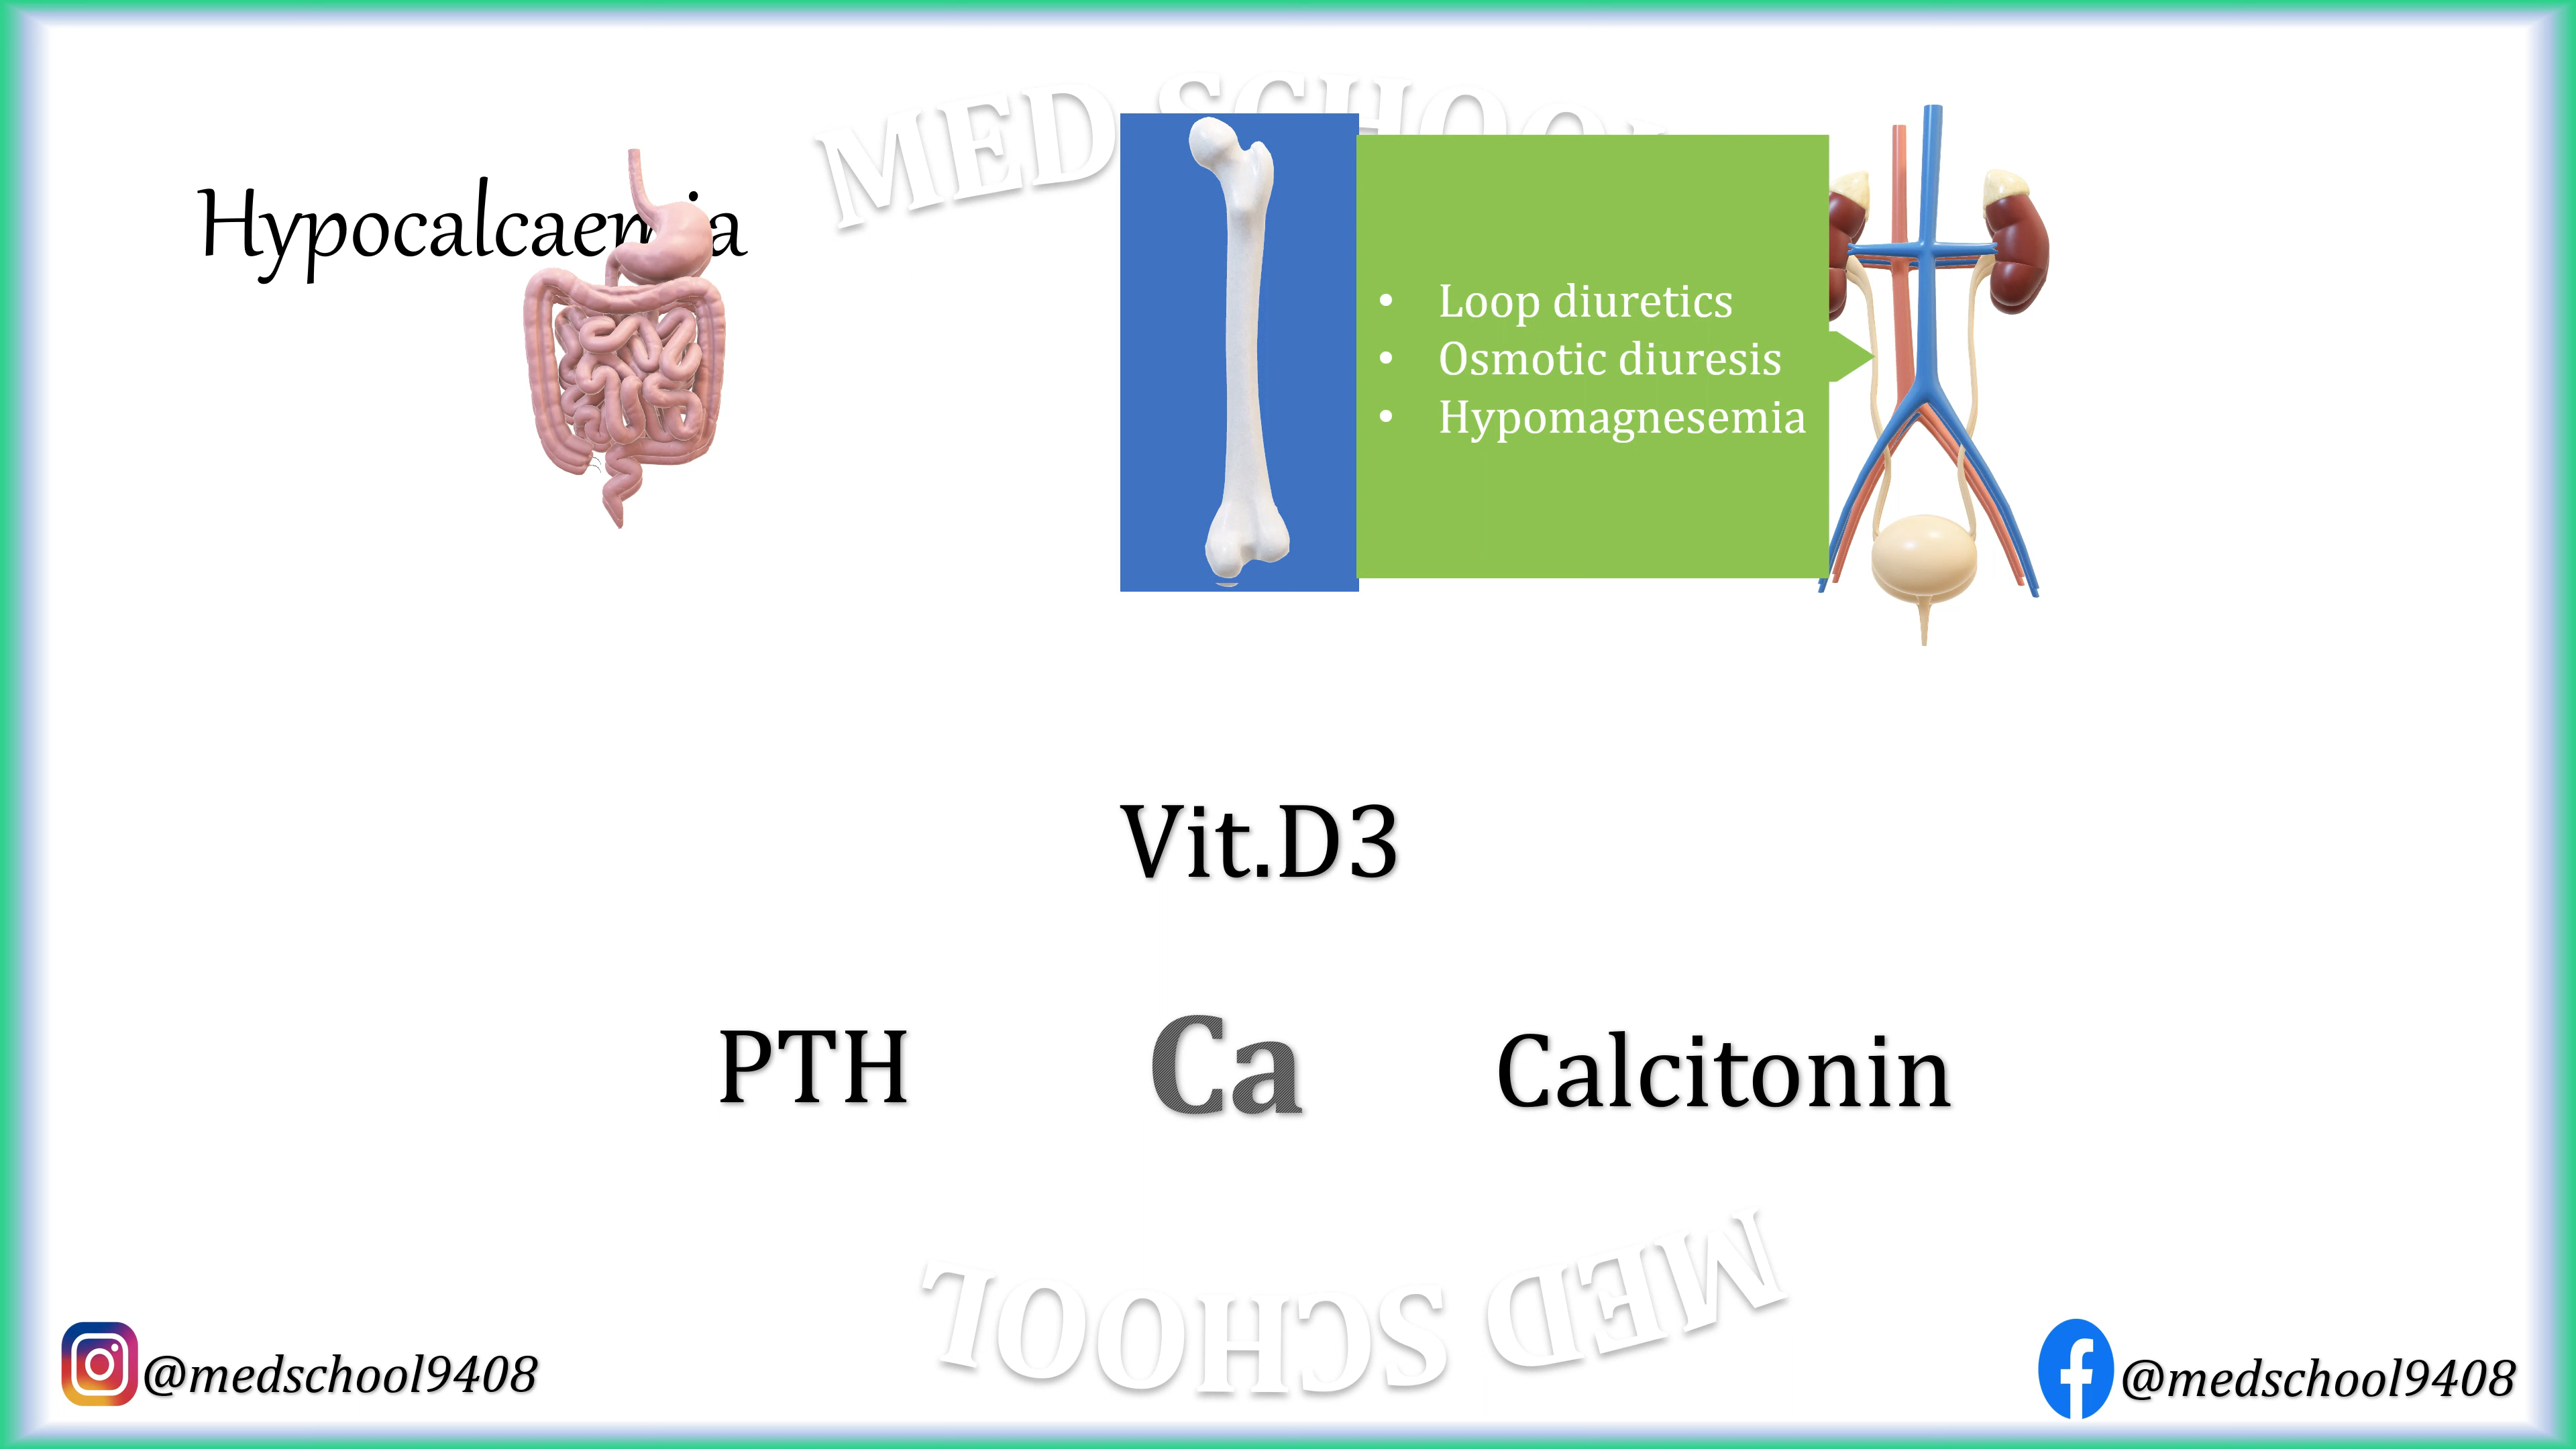 MED SCHOOL
Hypocalcaemia
• Loop diuretics
• Osmotic diuresis
• Hypomagnesemia
Vit.D3
PTH
Ca
Calcitonin
MED SCHOOL
@medschool9408
@medschool9408